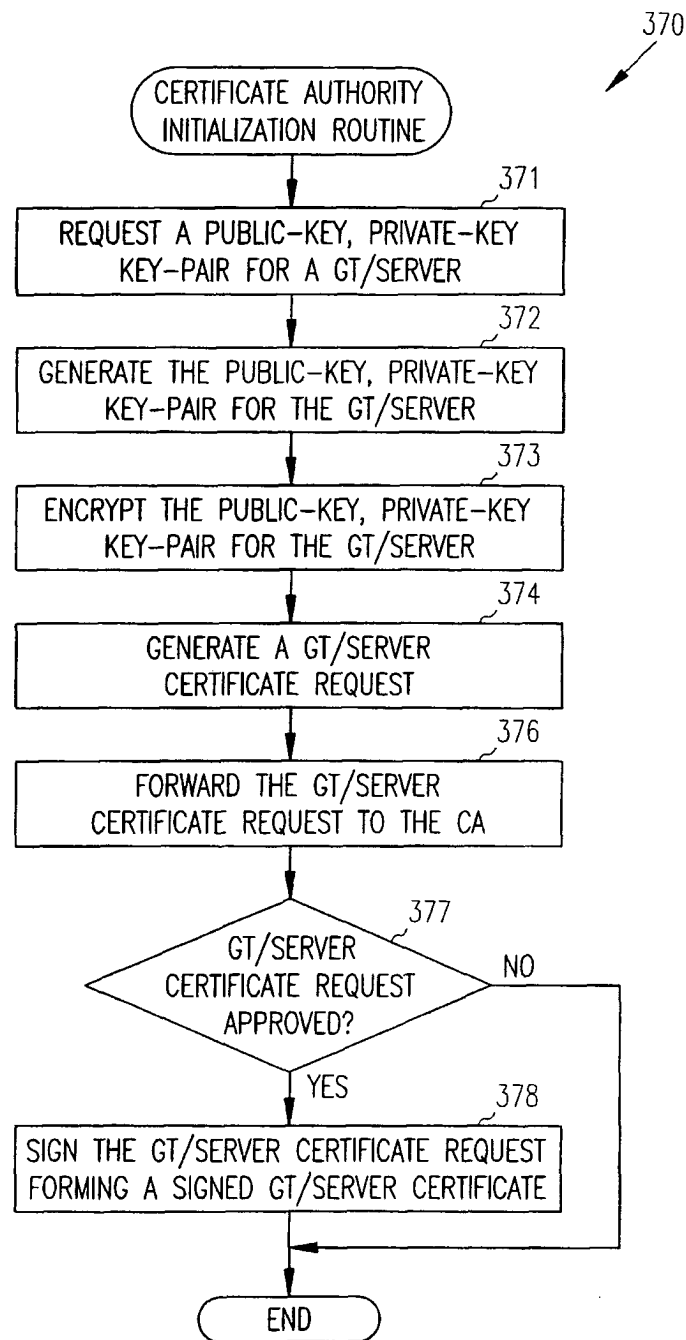 370
CERTIFICATE AUTHORITY
INITIALIZATION ROUTINE
371
REQUEST A PUBLIC-KEY, PRIVATE-KEY
KEY-PAIR FOR A GT/SERVER
372
GENERATE THE PUBLIC-KEY, PRIVATE-KEY
KEY-PAIR FOR THE GT/SERVER
373
ENCRYPT THE PUBLIC-KEY, PRIVATE-KEY
KEY-PAIR FOR THE GT/SERVER
374
GENERATE A GT/SERVER
CERTIFICATE REQUEST
376
FORWARD THE GT/SERVER
CERTIFICATE REQUEST TO THE CA
377
GT/SERVER
CERTIFICATE REQUEST
APPROVED?
NO
YES
378
SIGN THE GT/SERVER CERTIFICATE REQUEST
FORMING A SIGNED GT/SERVER CERTIFICATE
END